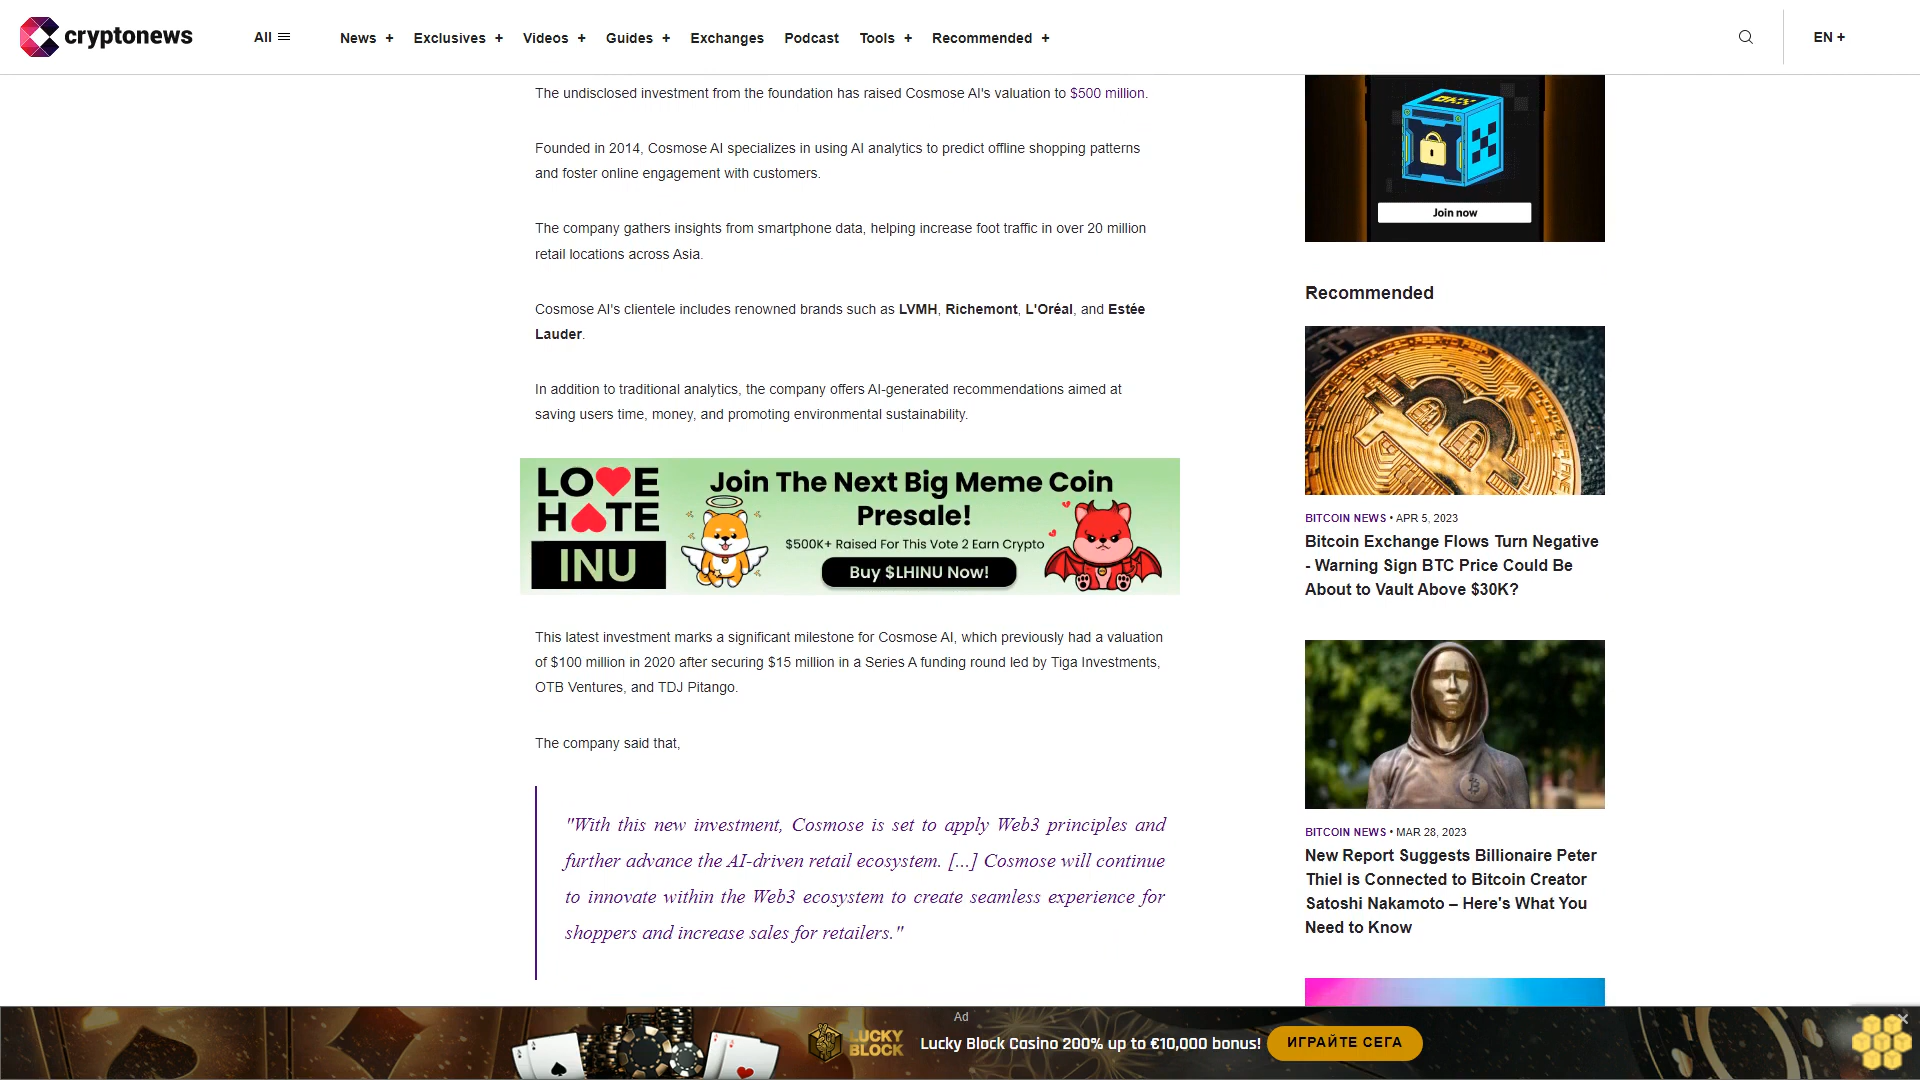 cryptonews
All
News +
Exclusives +
Videos +
Guides +
Exchanges
Podcast
Tools +
Recommended +
EN +
The undisclosed investment from the foundation has raised Cosmose AI's valuation to $500 million.
Founded in 2014, Cosmose AI specializes in using AI analytics to predict offline shopping patterns
and foster online engagement with customers.
The company gathers insights from smartphone data, helping increase foot traffic in over 20 million
retail locations across Asia.
Cosmose AI's clientele includes renowned brands such as LVMH, Richemont, L'Oréal, and Estée
Lauder.
In addition to traditional analytics, the company offers AI-generated recommendations aimed at
saving users time, money, and promoting environmental sustainability.
LOVE
HATE
INU
Join The Next Big Meme Coin
Presale!
$500K+ Raised For This Vote 2 Earn Crypto
Buy $LHINU Now!
This latest investment marks a significant milestone for Cosmose AI, which previously had a valuation
of $100 million in 2020 after securing $15 million in a Series A funding round led by Tiga Investments,
OTB Ventures, and TDJ Pitango.
The company said that,
"With this new investment, Cosmose is set to apply Web3 principles and
further advance the AI-driven retail ecosystem. [...] Cosmose will continue
to innovate within the Web3 ecosystem to create seamless experience for
shoppers and increase sales for retailers."
Join now
Recommended
BITCOIN NEWS • APR 5, 2023
Bitcoin Exchange Flows Turn Negative
- Warning Sign BTC Price Could Be
About to Vault Above $30K?
BITCOIN NEWS • MAR 28, 2023
New Report Suggests Billionaire Peter
Thiel is Connected to Bitcoin Creator
Satoshi Nakamoto – Here's What You
Need to Know
Ad
LUCKY
BLOCK
Lucky Block Casino 200% up to €10,000 bonus!
ИГРАЙТЕ СЕГА